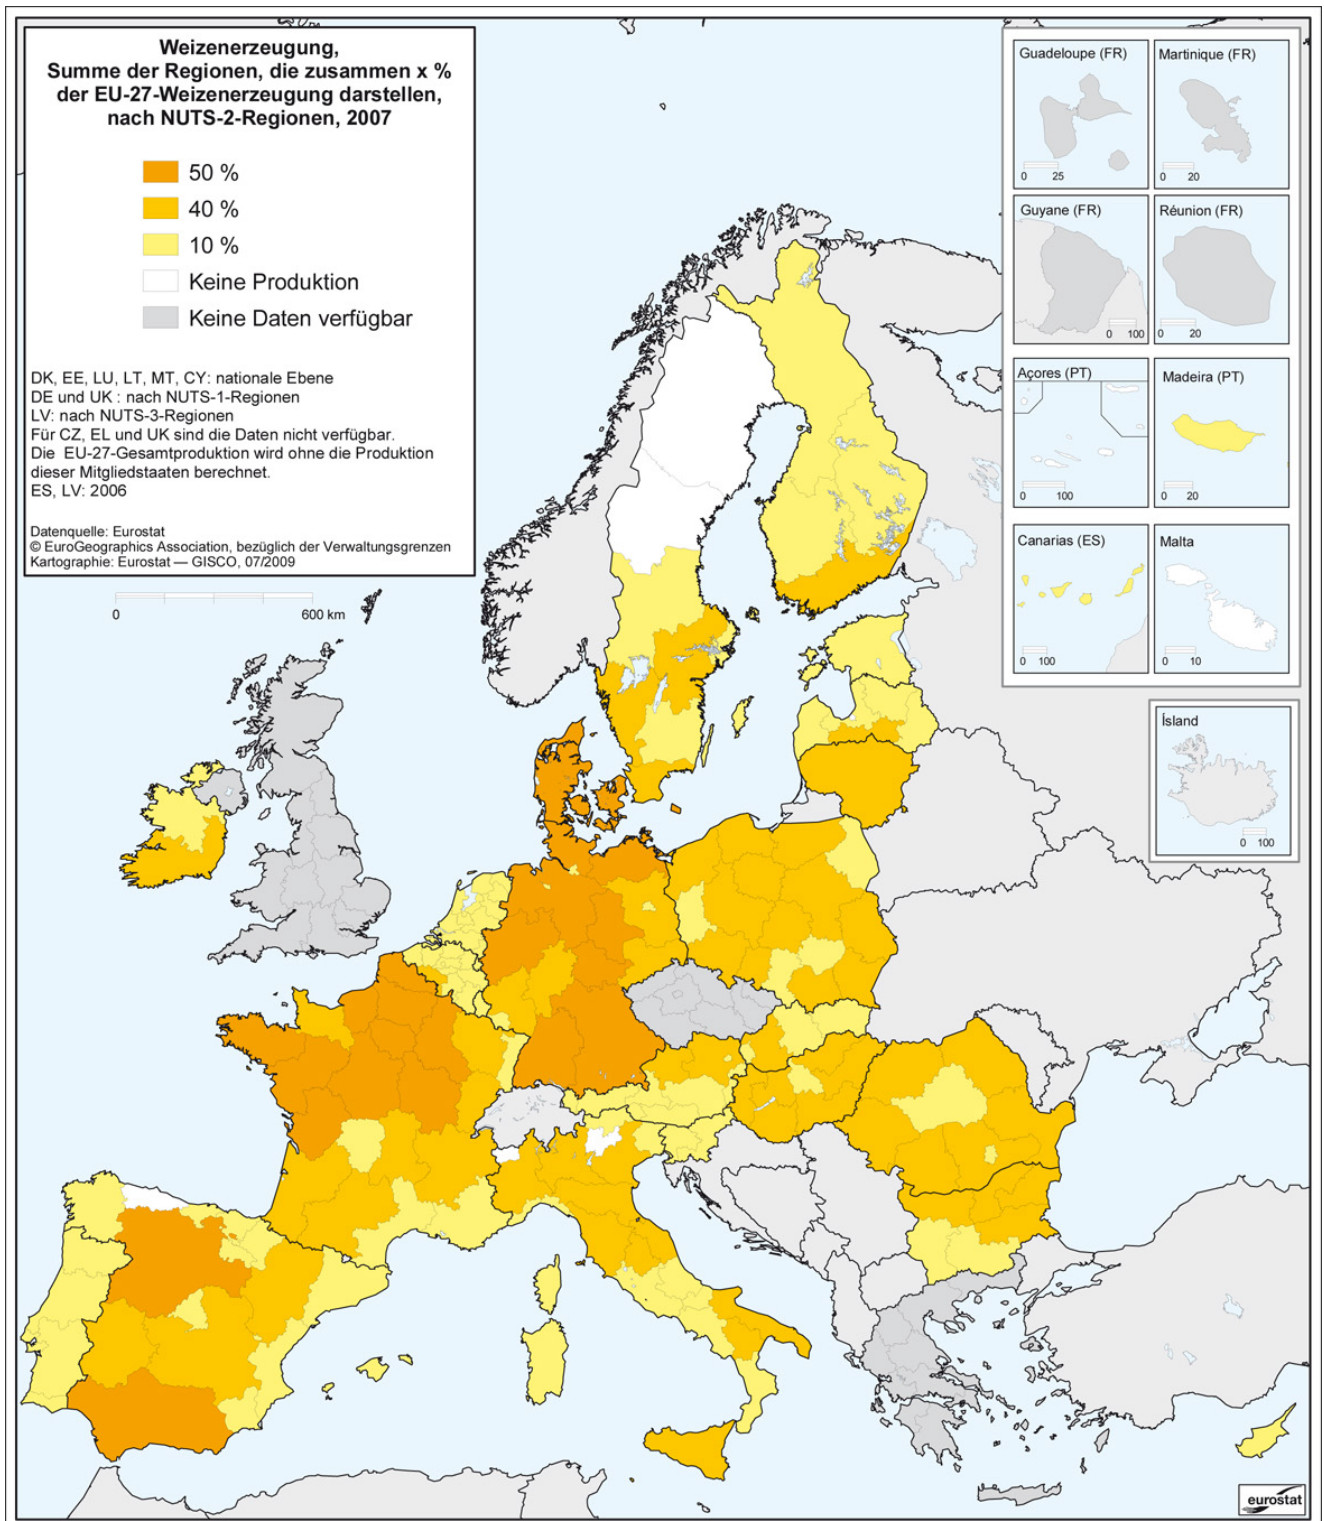 Weizenerzeugung,
Summe der Regionen, die zusammen x %
der EU-27-Weizenerzeugung darstellen,
nach NUTS-2-Regionen, 2007
50 %
40 %
10 %
Keine Produktion
Keine Daten verfügbar
DK, EE, LU, LT, MT, CY: nationale Ebene
DE und UK : nach NUTS-1-Regionen
LV: nach NUTS-3-Regionen
Für CZ, EL und UK sind die Daten nicht verfügbar.
Die EU-27-Gesamtproduktion wird ohne die Produktion
dieser Mitgliedstaaten berechnet.
ES, LV: 2006
Datenquelle: Eurostat
© EuroGeographics Association, bezüglich der Verwaltungsgrenzen
Kartographie: Eurostat — GISCO, 07/2009
0 600 km
Guadeloupe (FR)
0 25
Martinique (FR)
0 20
Guyane (FR)
0 100
Réunion (FR)
0 20
Açores (PT)
0 100
Madeira (PT)
0 20
Canarias (ES)
0 100
Malta
0 10
Ísland
0 100
eurostat